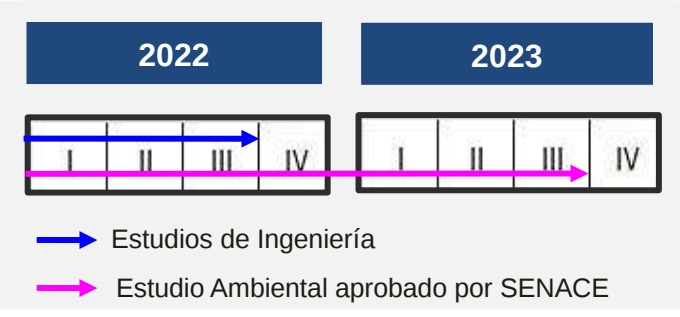 2022 2023
I II III IV I II III IV
Estudios de Ingeniería
Estudio Ambiental aprobado por SENACE